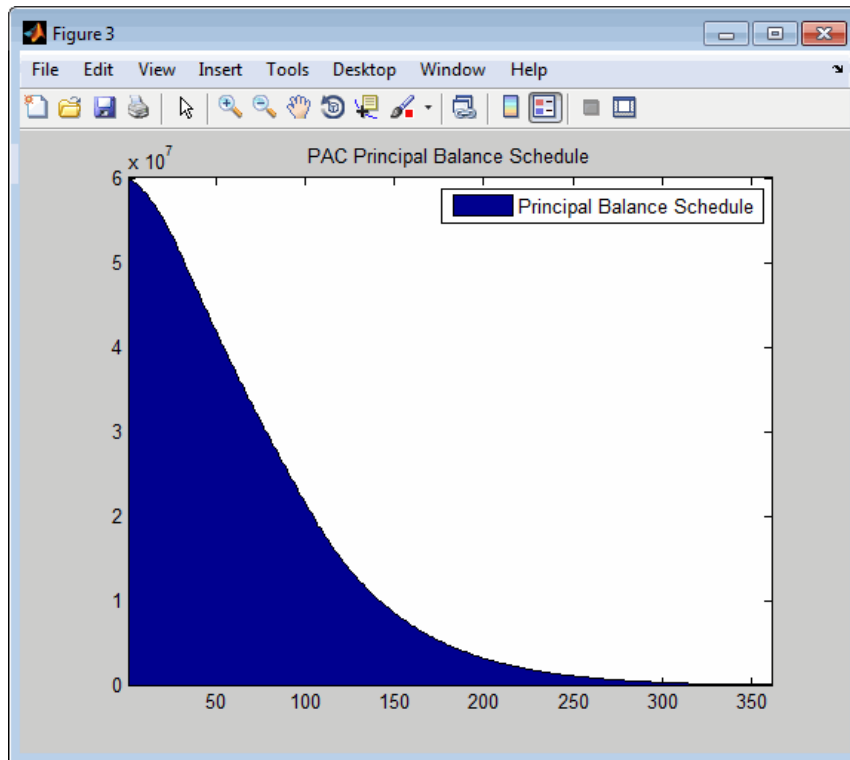 Figure 3
File Edit View Insert Tools Desktop Window Help
PAC Principal Balance Schedule
x 10^7
Principal Balance Schedule
6
5
4
3
2
1
0
50 100 150 200 250 300 350